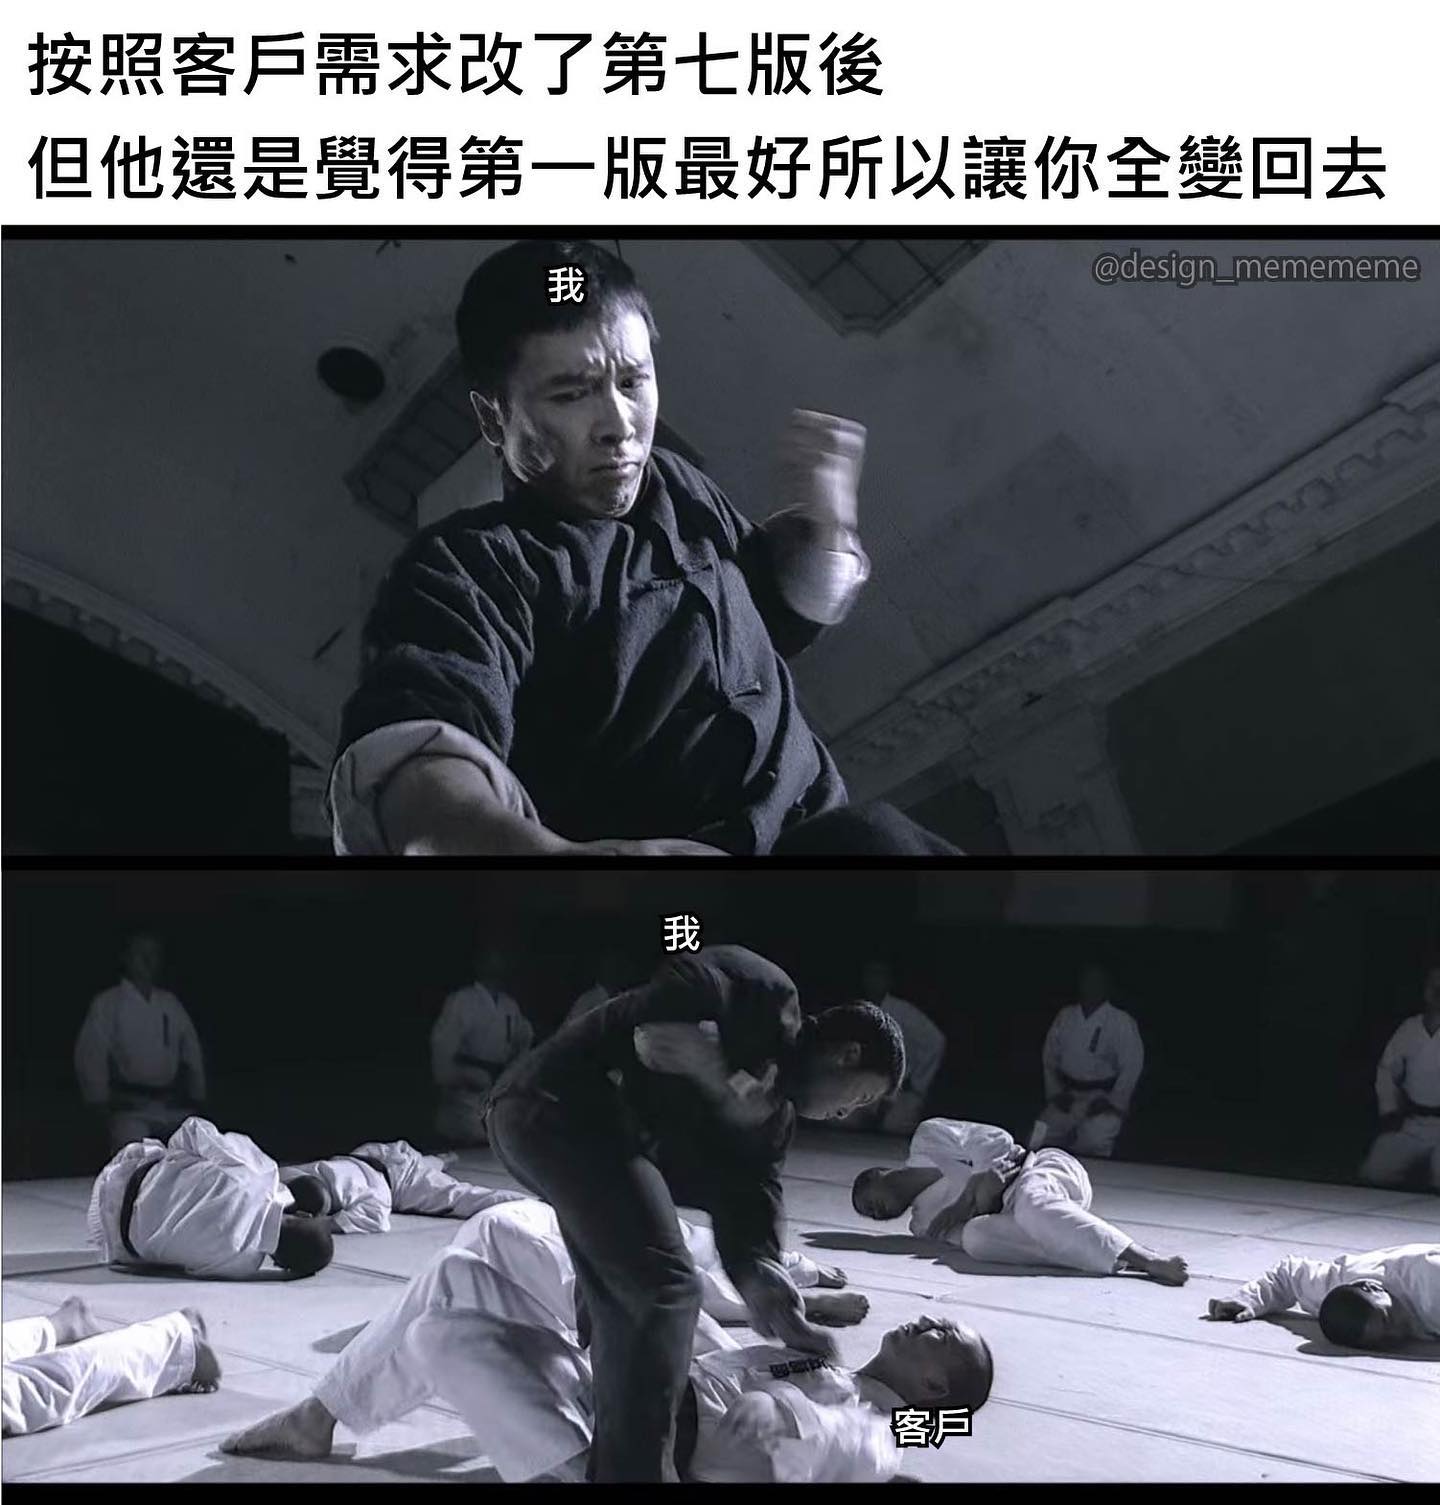 按照客戶需求改了第七版後
但他還是覺得第一版最好所以讓你全變回去
@design_memememe
我
我
客戶